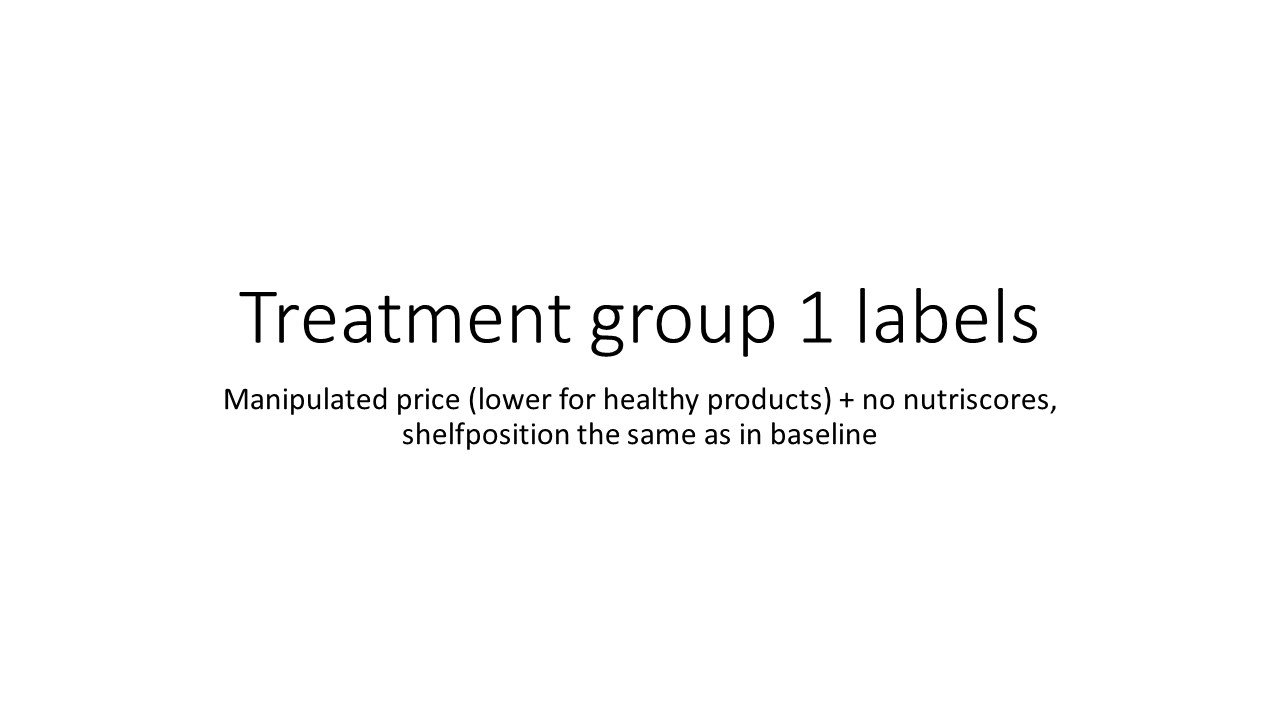 Treatment group 1 labels
Manipulated price (lower for healthy products) + no nutriscores,
shelfposition the same as in baseline